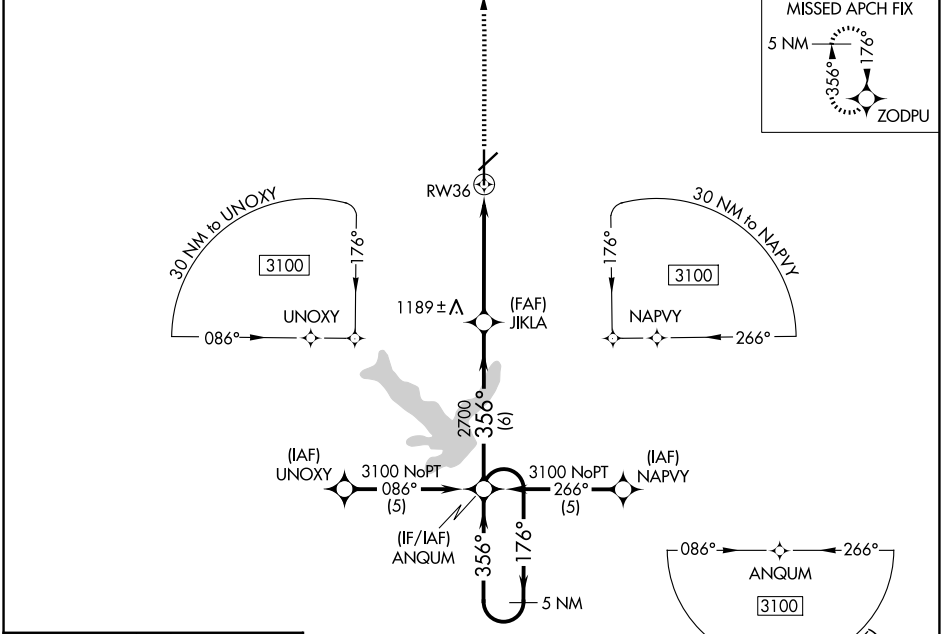 MISSED APCH FIX
5 NM
176°
356°
ZODPU
RW36
30 NM to UNOXY
3100
176°
UNOXY
086°
30 NM to NAPVY
176°
3100
NAPVY
266°
1189±
(FAF)
JIKLA
2700
356°
(6)
(IAF)
UNOXY
3100 NoPT
086°
(5)
3100 NoPT
266°
(5)
(IAF)
NAPVY
(IF/IAF)
ANQUM
356°
176°
5 NM
086°
266°
ANQUM
3100